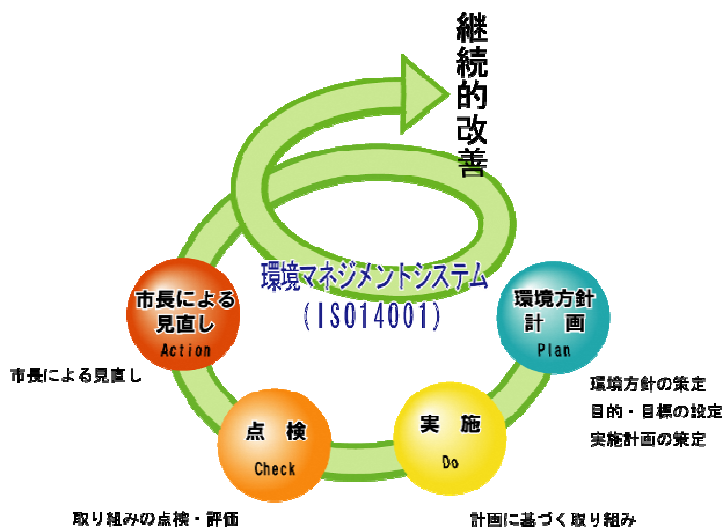 継続的改善
環境マネジメントシステム
(ISO14001)
市長による
見直し
Action
環境方針
計 画
Plan
市長による見直し
環境方針の策定
目的・目標の設定
実施計画の策定
点 検
Check
実 施
Do
取り組みの点検・評価
計画に基づく取り組み